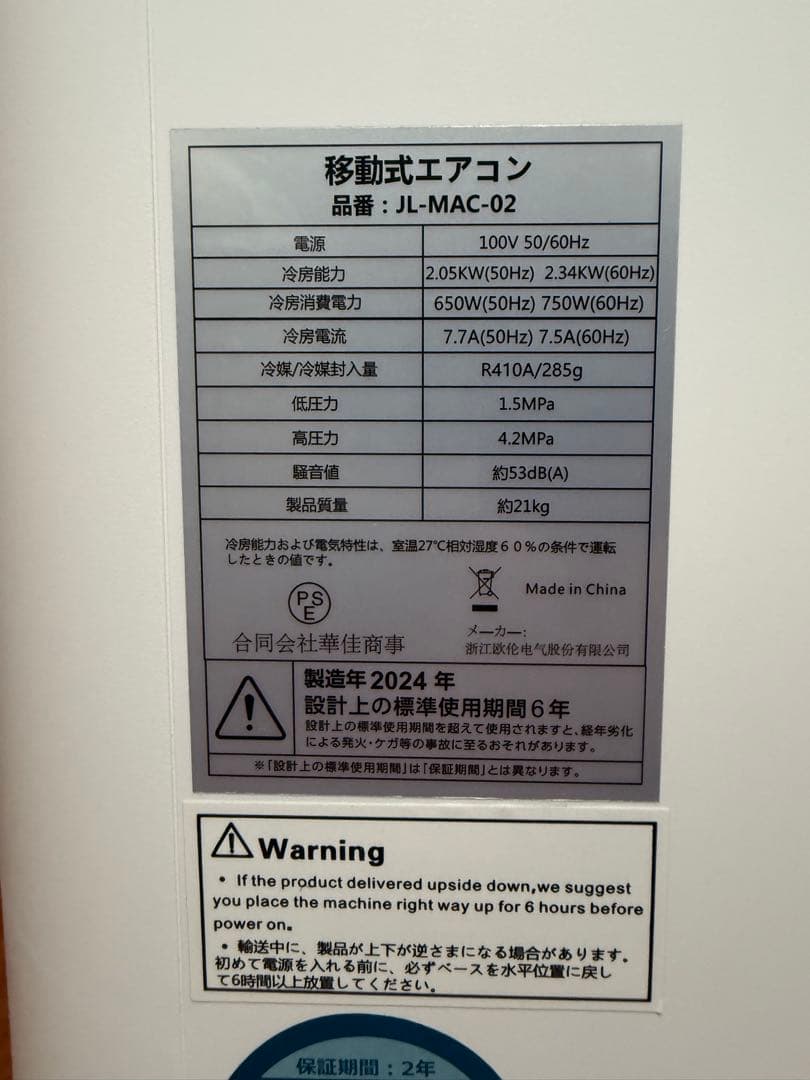 移動式エアコン
品番：JL-MAC-02
電源 100V 50/60Hz
冷房能力 2.05KW(50Hz) 2.34KW(60Hz)
冷房消費電力 650W(50Hz) 750W(60Hz)
冷房電流 7.7A(50Hz) 7.5A(60Hz)
冷媒/冷媒封入量 R410A/285g
低圧力 1.5MPa
高圧力 4.2MPa
騒音値 約53dB(A)
製品質量 約21kg
冷房能力および電気特性は、室温27℃相対湿度６０％の条件で運転
したときの値です。
PS
E
Made in China
合同会社華佳商事
メーカー:
浙江欧伦电气股份有限公司
製造年2024 年
設計上の標準使用期間６年
設計上の標準使用期間を超えて使用されますと、経年劣化
による発火・ケガ等の事故に至るおそれがあります。
※「設計上の標準使用期間」は「保証期間」とは異なります。
Warning
• If the product delivered upside down,we suggest
you place the machine right way up for 6 hours before
power on.
• 輸送中に、製品が上下が逆さまになる場合があります。
初めて電源を入れる前に、必ずベースを水平位置に戻し
て6時間以上放置してください。
保証期間：2年